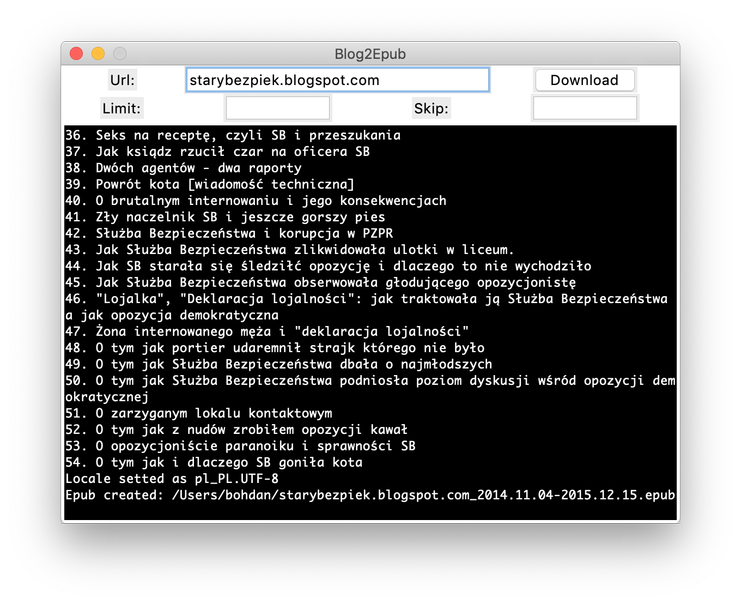 Blog2Epub
Url: starybezpiek.blogspot.com Download
Limit: Skip:
36. Seks na receptę, czyli SB i przeszukania
37. Jak ksiądz rzucił czar na oficera SB
38. Dwóch agentów - dwa raporty
39. Powrót kota [wiadomość techniczna]
40. O brutalnym internowaniu i jego konsekwencjach
41. Zły naczelnik SB i jeszcze gorszy pies
42. Służba Bezpieczeństwa i korupcja w PZPR
43. Jak Służba Bezpieczeństwa zlikwidowała ulotki w liceum.
44. Jak SB starała się śledziłć opozycję i dlaczego to nie wychodziło
45. Jak Służba Bezpieczeństwa obserwowała głodującego opozycjonistę
46. "Lojalka", "Deklaracja lojalności": jak traktowała ją Służba Bezpieczeństwa
a jak opozycja demokratyczna
47. Żona internowanego męża i "deklaracja lojalności"
48. O tym jak portier udaremnił strajk którego nie było
49. O tym jak Służba Bezpieczeństwa dbała o najmłodszych
50. O tym jak Służba Bezpieczeństwa podniosła poziom dyskusji wśród opozycji dem
okratycznej
51. O zarzyganym lokalu kontaktowym
52. O tym jak z nudów zrobiłem opozycji kawał
53. O opozycjoniście paranoiku i sprawności SB
54. O tym jak i dlaczego SB goniła kota
Locale setted as pl_PL.UTF-8
Epub created: /Users/bohdan/starybezpiek.blogspot.com_2014.11.04-2015.12.15.epub